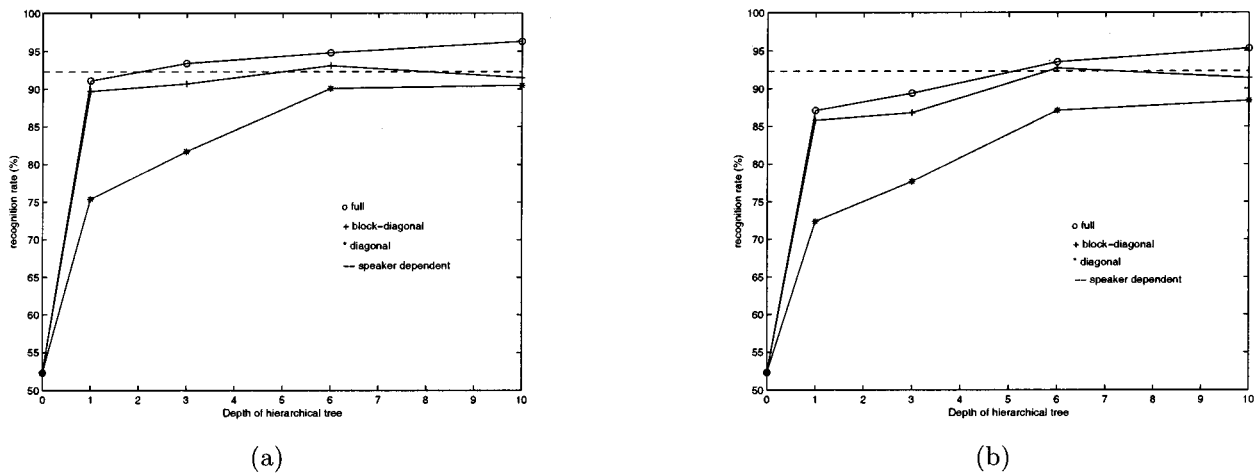 100
95
90
85
80
75
70
65
60
55
50
recognition rate (%)
full
block-diagonal
diagonal
speaker dependent
0 1 2 3 4 5 6 7 8 9 10
Depth of hierarchical tree
(a)
100
95
90
85
80
75
70
65
60
55
50
recognition rate (%)
full
block-diagonal
diagonal
speaker dependent
0 1 2 3 4 5 6 7 8 9 10
Depth of hierarchical tree
(b)